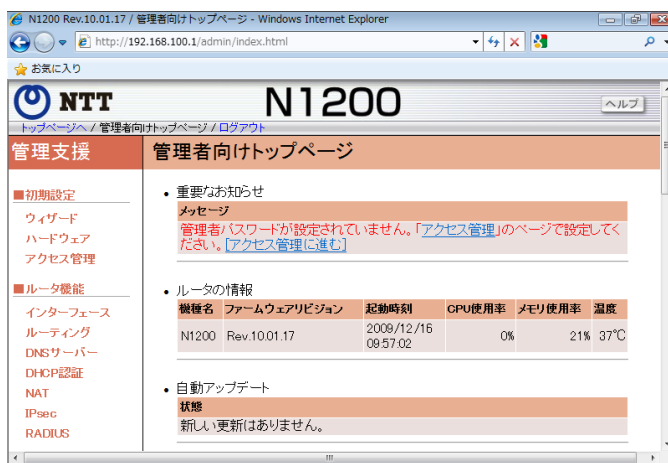 N1200 Rev.10.01.17 / 管理者向けトップページ - Windows Internet Explorer
http://192.168.100.1/admin/index.html
お気に入り
NTT
N1200
ヘルプ
トップページへ / 管理者向けトップページ / ログアウト
管理支援
管理者向けトップページ
■初期設定
ウィザード
ハードウェア
アクセス管理
■ルータ機能
インターフェース
ルーティング
DNSサーバー
DHCP認証
NAT
IPsec
RADIUS
• 重要なお知らせ
メッセージ
管理者パスワードが設定されていません。「アクセス管理」のページで設定してく
ださい。[アクセス管理に進む]
• ルータの情報
機種名 ファームウェアリビジョン 起動時刻 CPU使用率 メモリ使用率 温度
N1200 Rev.10.01.17 2009/12/16 09:57:02 0% 21% 37℃
• 自動アップデート
状態
新しい更新はありません。